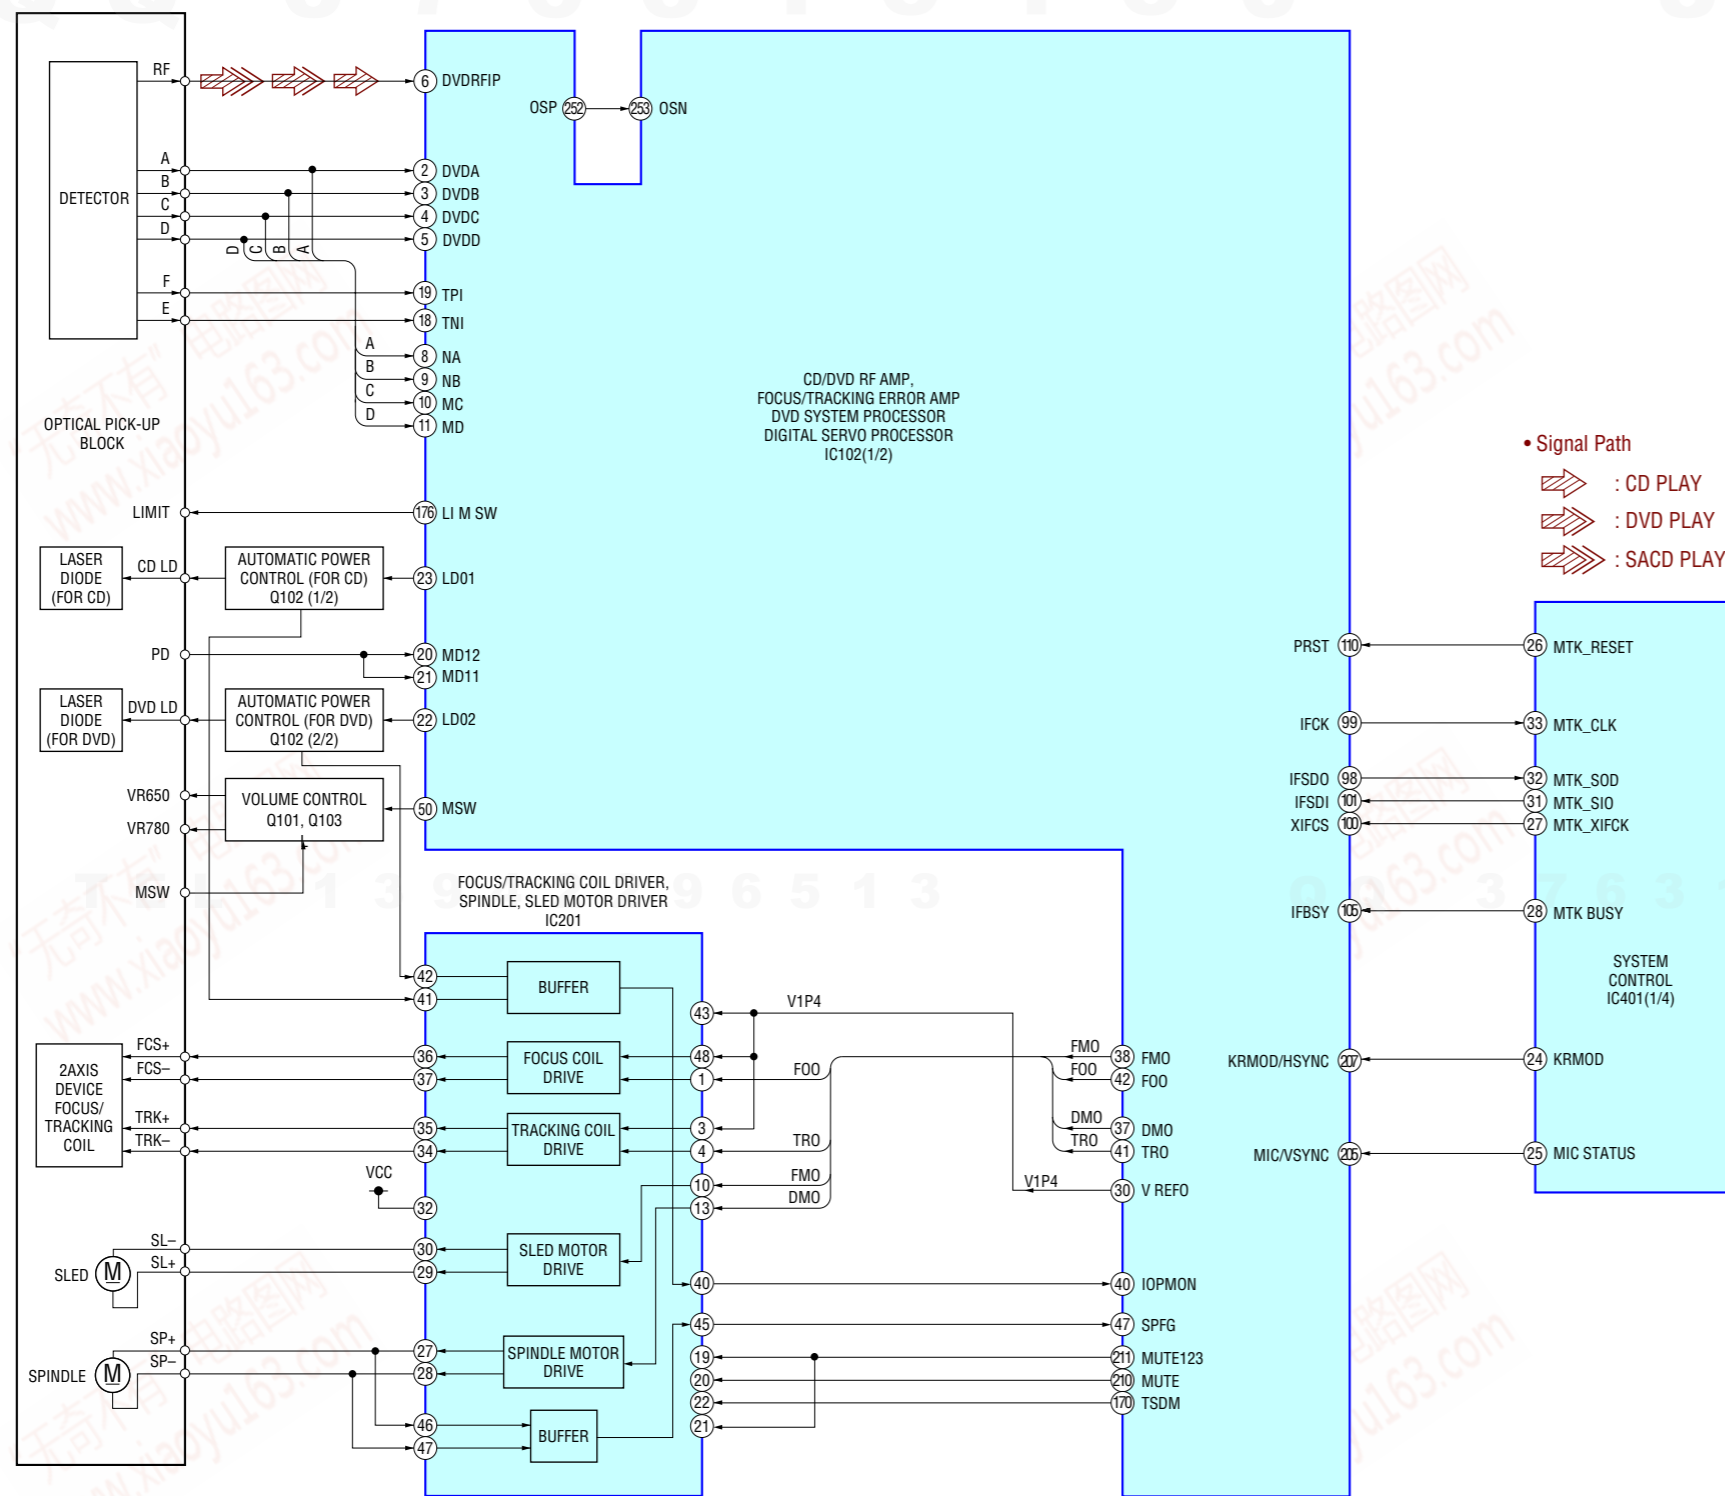 DETECTOR
RF
A
B
C
D
F
E
D
C
B
A
A
B
C
D
OPTICAL PICK-UP
BLOCK
LIMIT
LASER
DIODE
(FOR CD)
CD LD
AUTOMATIC POWER
CONTROL (FOR CD)
Q102 (1/2)
PD
LASER
DIODE
(FOR DVD)
DVD LD
AUTOMATIC POWER
CONTROL (FOR DVD)
Q102 (2/2)
VR650
VR780
VOLUME CONTROL
Q101, Q103
MSW
6 DVDRFIP
OSP 252
253 OSN
2 DVDA
3 DVDB
4 DVDC
5 DVDD
19 TPI
18 TNI
8 NA
9 NB
10 MC
11 MD
176 LI M SW
23 LD01
20 MD12
21 MD11
22 LD02
50 MSW
CD/DVD RF AMP,
FOCUS/TRACKING ERROR AMP
DVD SYSTEM PROCESSOR
DIGITAL SERVO PROCESSOR
IC102(1/2)
• Signal Path
: CD PLAY
: DVD PLAY
: SACD PLAY
PRST 110
IFCK 99
IFSDO 98
IFSDI 101
XIFCS 100
IFBSY 105
KRMOD/HSYNC 207
MIC/VSYNC 205
26 MTK_RESET
33 MTK_CLK
32 MTK_SOD
31 MTK_SIO
27 MTK_XIFCK
28 MTK BUSY
SYSTEM
CONTROL
IC401(1/4)
24 KRMOD
25 MIC STATUS
FOCUS/TRACKING COIL DRIVER,
SPINDLE, SLED MOTOR DRIVER
IC201
42
41
BUFFER
43
V1P4
2AXIS
DEVICE
FOCUS/
TRACKING
COIL
FCS+
FCS–
TRK+
TRK–
36
37
FOCUS COIL
DRIVE
48
1
FOO
35
34
TRACKING COIL
DRIVE
3
4
TRO
VCC
32
10
FMO
13
DMO
FMO
38 FMO
FOO
42 FOO
DMO
37 DMO
TRO
41 TRO
V1P4
30 V REFO
SLED
M
SL–
SL+
30
29
SLED MOTOR
DRIVE
40
40 IOPMON
45
47 SPFG
SPINDLE
M
SP+
SP–
27
28
SPINDLE MOTOR
DRIVE
19
211 MUTE123
20
210 MUTE
22
170 TSDM
21
46
47
BUFFER
www.xiaoyu163.com